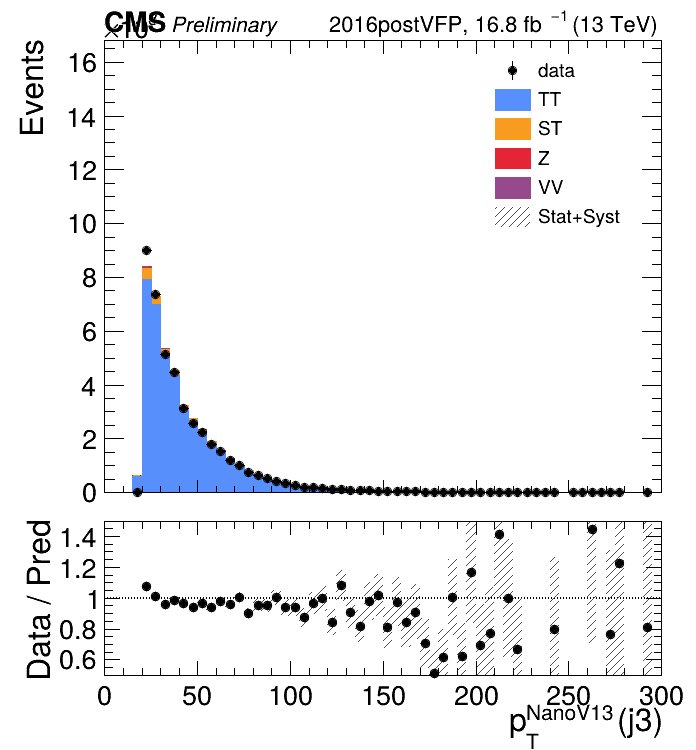 CMS Preliminary 2016postVFP, 16.8 fb⁻¹ (13 TeV)
Events
16
14
12
10
8
6
4
2
0
data
TT
ST
Z
VV
Stat+Syst
Data / Pred
1.4
1.2
1
0.8
0.6
0 50 100 150 200 250 300
p_T^NanoV13 (j3)